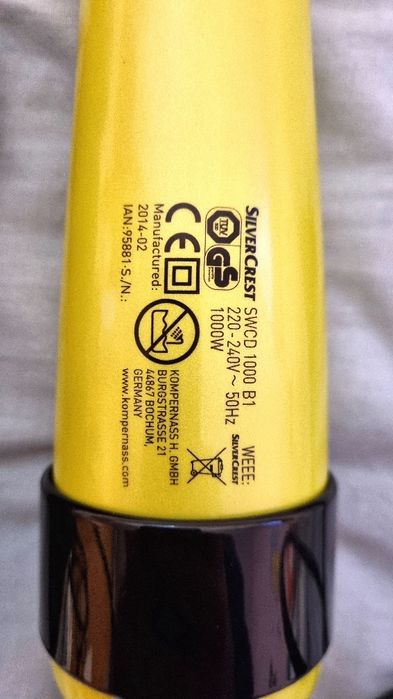 SILVERCREST SWCD 1000 B1
220 - 240V~ 50Hz
1000W
WEEE:
SILVERCREST
TÜV
GS
CE
Manufactured:
2014-02
IAN:95881-S./N.:
KOMPERNASS H. GMBH
BURGSTRASSE 21
44867 BOCHUM,
GERMANY
www.kompernass.com